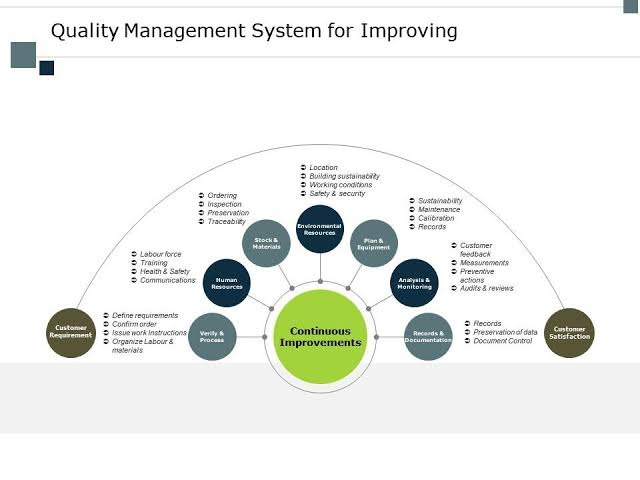 Quality Management System for Improving
Location
Building sustainability
Working conditions
Safety & security
Ordering
Inspection
Preservation
Traceability
Sustainability
Maintenance
Calibration
Records
Environmental
Resources
Stock &
Materials
Plan &
Equipment
Labour force
Training
Health & Safety
Communications
Customer
feedback
Measurements
Preventive
actions
Audits & reviews
Human
Resources
Analysis &
Monitoring
Define requirements
Confirm order
Issue work Instructions
Organize Labour &
materials
Records
Preservation of data
Document Control
Customer
Requirement
Verify &
Process
Continuous
Improvements
Records &
Documentation
Customer
Satisfaction